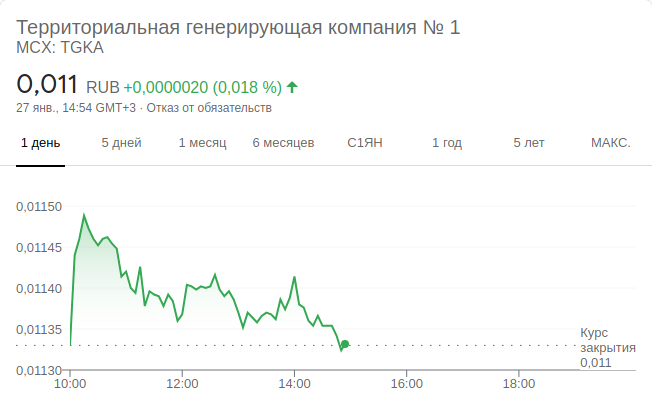 Территориальная генерирующая компания № 1
MCX: TGKA
0,011 RUB +0,0000020 (0,018 %)
27 янв., 14:54 GMT+3 · Отказ от обязательств
1 день 5 дней 1 месяц 6 месяцев С1ЯН 1 год 5 лет МАКС.
0,01150
0,01145
0,01140
0,01135
Курс
закрытия
0,011
0,01130
10:00 12:00 14:00 16:00 18:00